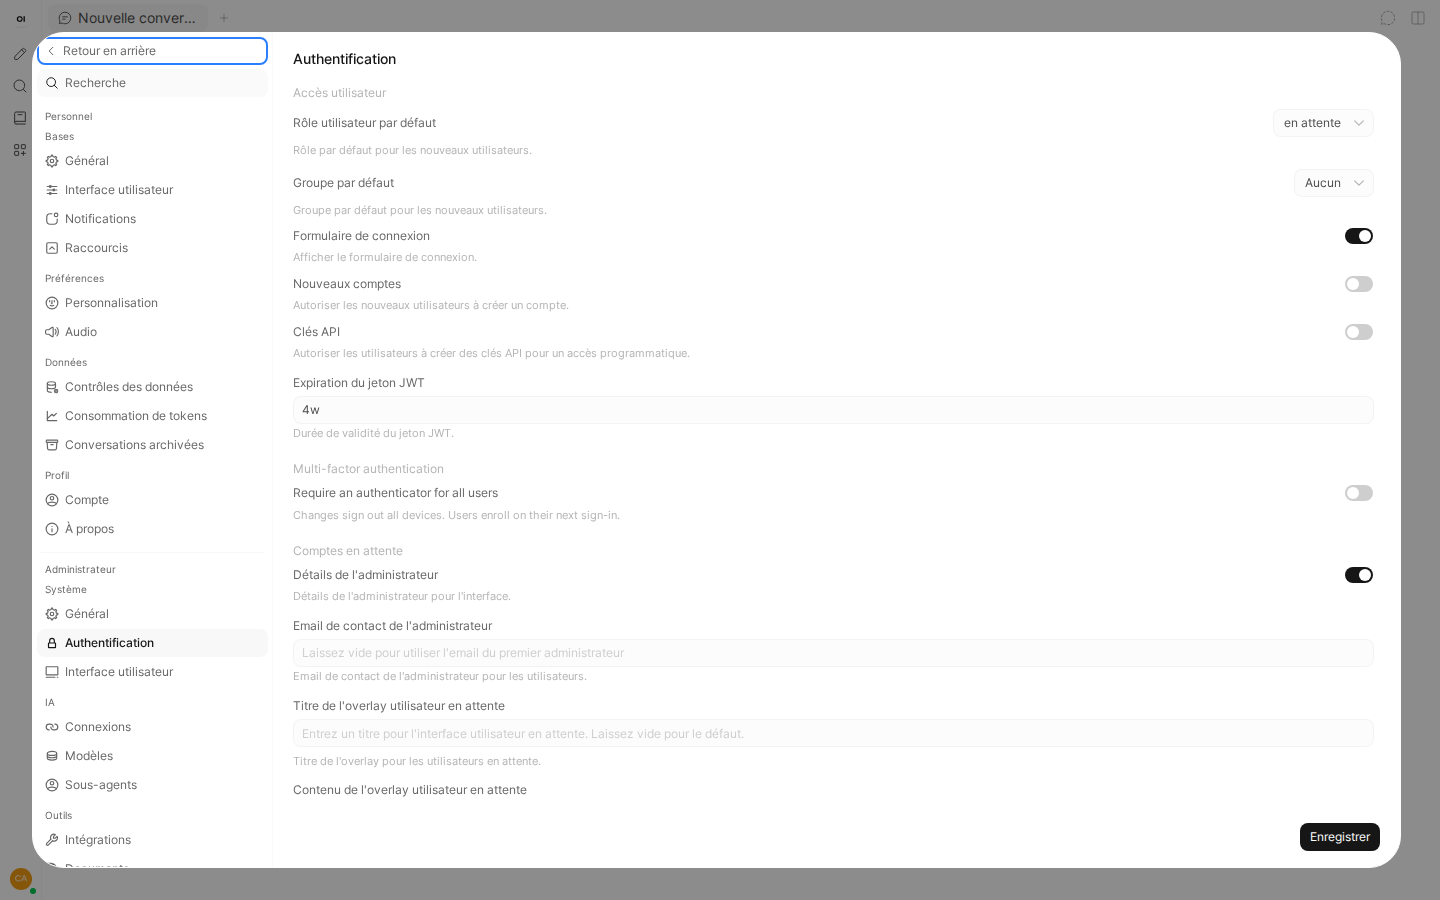 OI
Nouvelle conver...
Retour en arrière
Recherche
Personnel
Bases
Général
Interface utilisateur
Notifications
Raccourcis
Préférences
Personnalisation
Audio
Données
Contrôles des données
Consommation de tokens
Conversations archivées
Profil
Compte
À propos
Administrateur
Système
Général
Authentification
Interface utilisateur
IA
Connexions
Modèles
Sous-agents
Outils
Intégrations
CA
Authentification
Accès utilisateur
Rôle utilisateur par défaut
en attente
Rôle par défaut pour les nouveaux utilisateurs.
Groupe par défaut
Aucun
Groupe par défaut pour les nouveaux utilisateurs.
Formulaire de connexion
Afficher le formulaire de connexion.
Nouveaux comptes
Autoriser les nouveaux utilisateurs à créer un compte.
Clés API
Autoriser les utilisateurs à créer des clés API pour un accès programmatique.
Expiration du jeton JWT
4w
Durée de validité du jeton JWT.
Multi-factor authentication
Require an authenticator for all users
Changes sign out all devices. Users enroll on their next sign-in.
Comptes en attente
Détails de l'administrateur
Détails de l'administrateur pour l'interface.
Email de contact de l'administrateur
Laissez vide pour utiliser l'email du premier administrateur
Email de contact de l'administrateur pour les utilisateurs.
Titre de l'overlay utilisateur en attente
Entrez un titre pour l'interface utilisateur en attente. Laissez vide pour le défaut.
Titre de l'overlay pour les utilisateurs en attente.
Contenu de l'overlay utilisateur en attente
Enregistrer